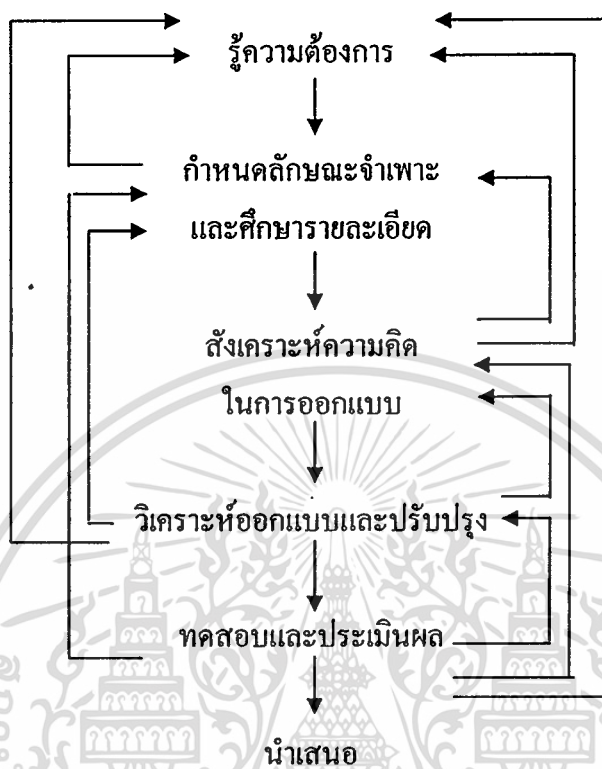 รู้ความต้องการ
กำหนดลักษณะจำเพาะ
และศึกษารายละเอียด
สังเคราะห์ความคิด
ในการออกแบบ
วิเคราะห์ออกแบบและปรับปรุง
ทดสอบและประเมินผล
นำเสนอ